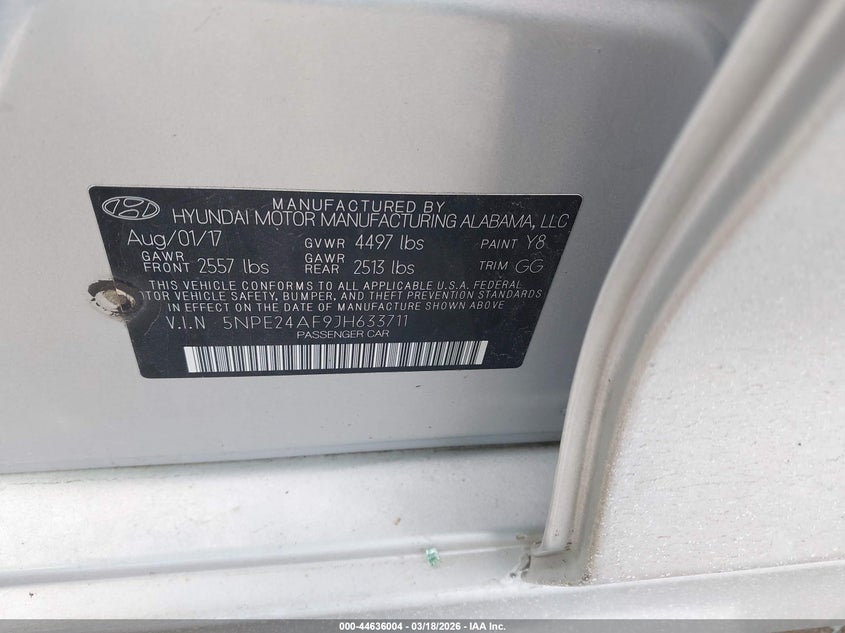 MANUFACTURED BY
HYUNDAI MOTOR MANUFACTURING ALABAMA, LLC
Aug/01/17 GVWR 4497 lbs PAINT Y8
GAWR FRONT 2557 lbs GAWR REAR 2513 lbs TRIM GG
THIS VEHICLE CONFORMS TO ALL APPLICABLE U.S.A. FEDERAL
MOTOR VEHICLE SAFETY, BUMPER, AND THEFT PREVENTION STANDARDS
IN EFFECT ON THE DATE OF MANUFACTURE SHOWN ABOVE
V.I.N 5NPE24AF9JH633711
PASSENGER CAR
000-44636004 - 03/18/2026 - IAA Inc.